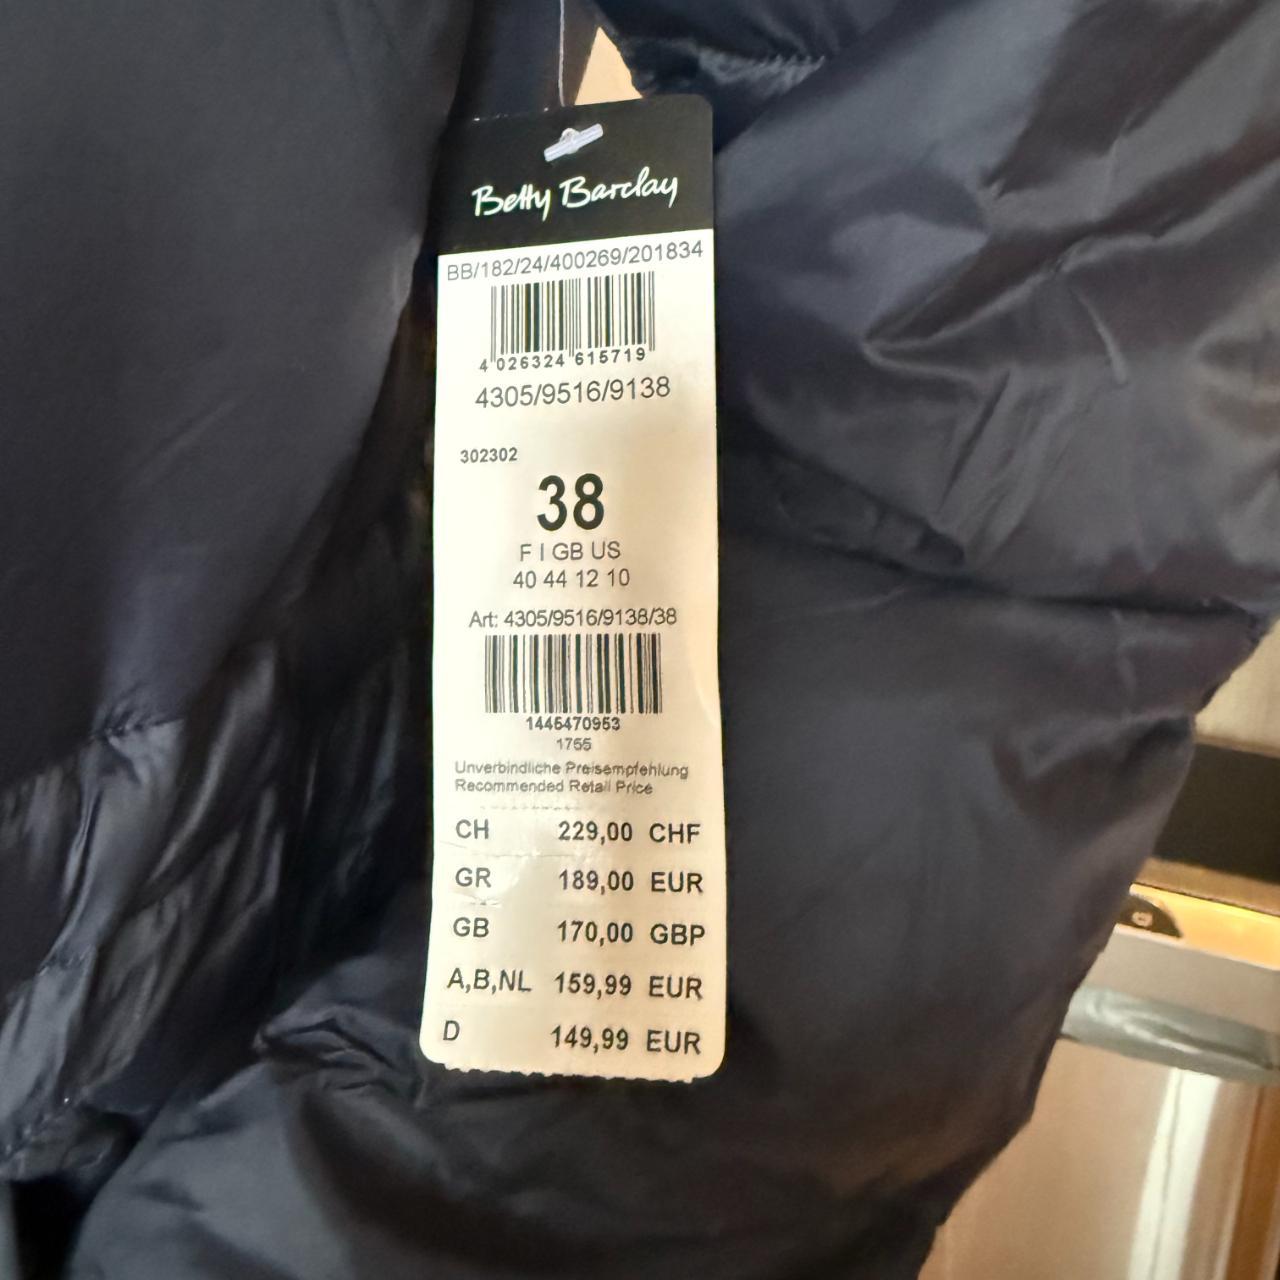 Betty Barclay
BB/182/24/400269/201834
4 026324 615719
4305/9516/9138
302302
38
F I GB US
40 44 12 10
Art: 4305/9516/9138/38
1445470953
1755
Unverbindliche Preisempfehlung
Recommended Retail Price
CH 229,00 CHF
GR 189,00 EUR
GB 170,00 GBP
A,B,NL 159,99 EUR
D 149,99 EUR